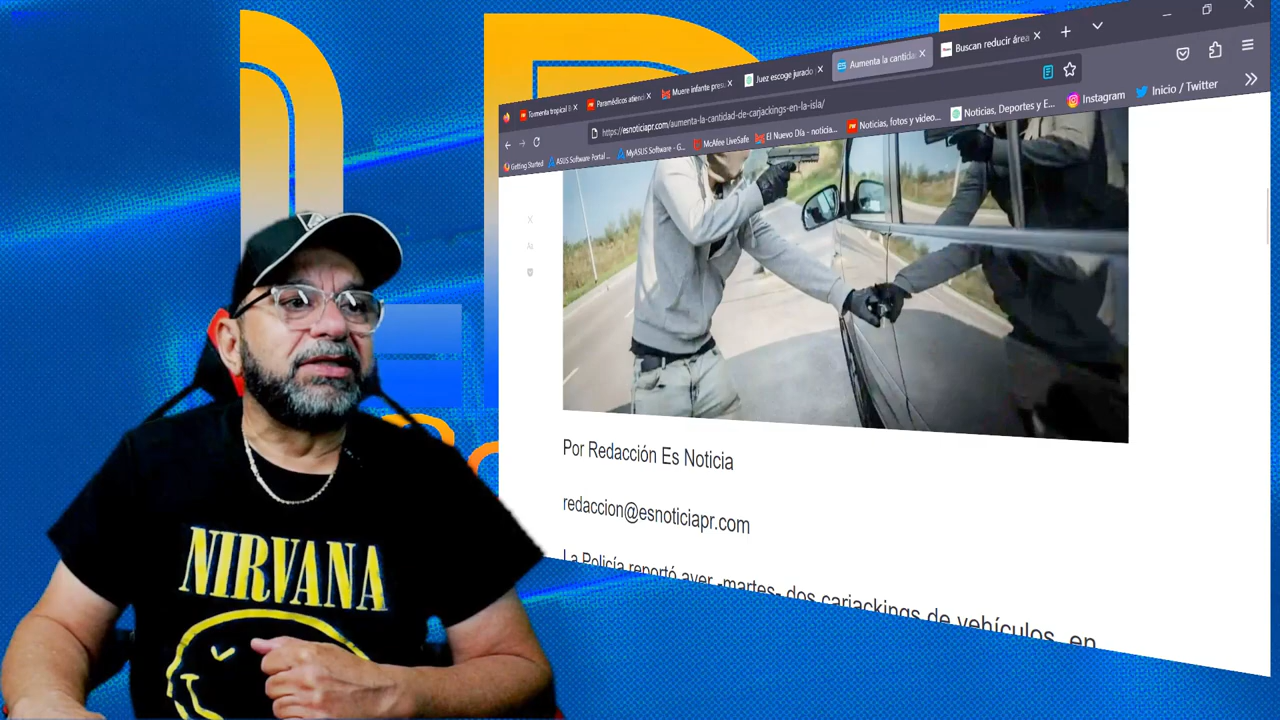 Tormenta tropical
Paramédicos atiend
Muere infante presu
Juez escoge jurado
Aumenta la cantida
Buscan reducir área
https://esnoticiapr.com/aumenta-la-cantidad-de-carjackings-en-la-isla/
Getting Started
ASUS Software Portal ...
MyASUS Software - G...
McAfee LiveSafe
El Nuevo Día - noticia...
Noticias, fotos y video...
Noticias, Deportes y E...
Instagram
Inicio / Twitter
Por Redacción Es Noticia
redaccion@esnoticiapr.com
La Policía reportó ayer -martes- dos carjackings de vehículos, en
NIRVANA